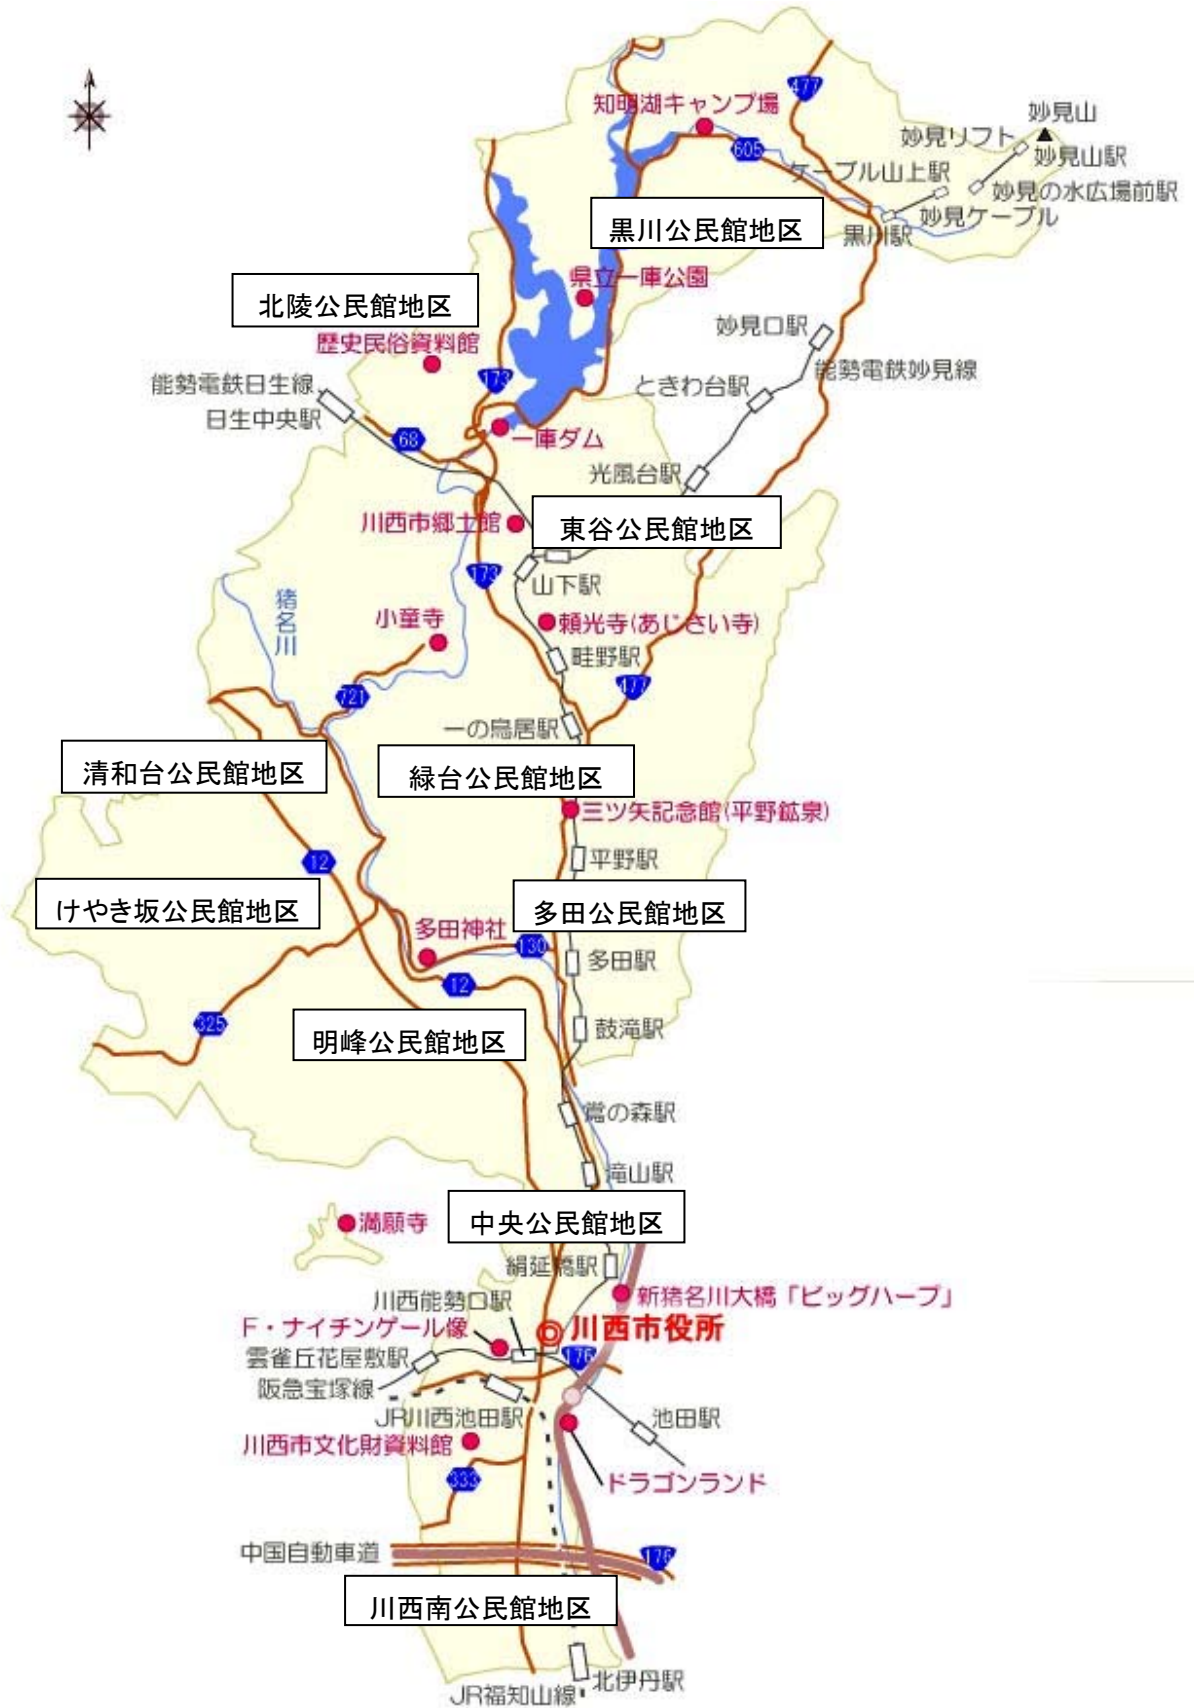 477
知明湖キャンプ場
妙見山
妙見リフト
605
妙見山駅
ケーブル山上駅
妙見の水広場前駅
妙見ケーブル
黒川駅
黒川公民館地区
県立一庫公園
北陵公民館地区
歴史民俗資料館
妙見口駅
能勢電鉄妙見線
能勢電鉄日生線
173
ときわ台駅
日生中央駅
68
一庫ダム
光風台駅
川西市郷土館
東谷公民館地区
173
山下駅
猪名川
小童寺
頼光寺(あじさい寺)
畦野駅
477
721
一の鳥居駅
清和台公民館地区
緑台公民館地区
三ツ矢記念館(平野鉱泉)
12
平野駅
けやき坂公民館地区
多田公民館地区
多田神社
130
多田駅
12
325
明峰公民館地区
鼓滝駅
鴬の森駅
滝山駅
満願寺
中央公民館地区
絹延橋駅
新猪名川大橋「ビッグハープ」
川西能勢口駅
F・ナイチンゲール像
川西市役所
雲雀丘花屋敷駅
176
阪急宝塚線
JR川西池田駅
池田駅
川西市文化財資料館
333
ドラゴンランド
中国自動車道
176
川西南公民館地区
北伊丹駅
JR福知山線